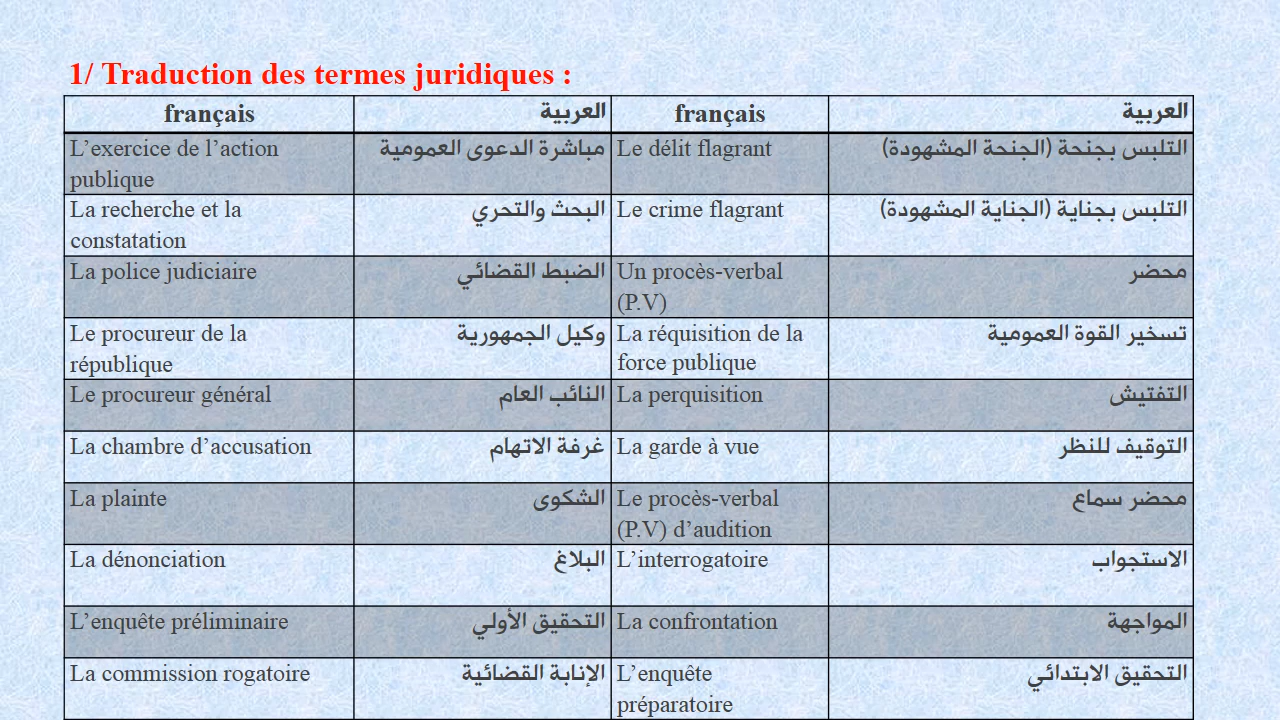 1/ Traduction des termes juridiques :
français العربية français العربية
L’exercice de l’action publique مباشرة الدعوى العمومية Le délit flagrant التلبس بجنحة (الجنحة المشهودة)
La recherche et la constatation البحث والتحري Le crime flagrant التلبس بجناية (الجناية المشهودة)
La police judiciaire الضبط القضائي Un procès-verbal (P.V) محضر
Le procureur de la république وكيل الجمهورية La réquisition de la force publique تسخير القوة العمومية
Le procureur général النائب العام La perquisition التفتيش
La chambre d’accusation غرفة الاتهام La garde à vue التوقيف للنظر
La plainte الشكوى Le procès-verbal (P.V) d’audition محضر سماع
La dénonciation البلاغ L’interrogatoire الاستجواب
L’enquête préliminaire التحقيق الأولي La confrontation المواجهة
La commission rogatoire الإنابة القضائية L’enquête préparatoire التحقيق الابتدائي